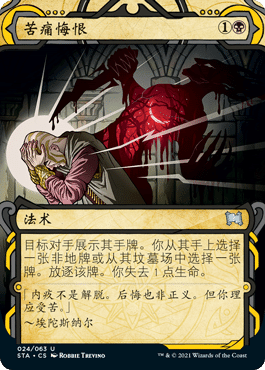 苦痛悔恨 1
法术
目标对手展示其手牌。你从其手上选择
一张非地牌或从其坟墓场中选择一张
牌。放逐该牌。你失去 1 点生命。
「内疚不是解脱。后悔也非正义。但你理
应受苦。」
～埃陀斯纳尔
024/063 U
STA • CS ROBBIE TREVINO
™ & © 2021 Wizards of the Coast